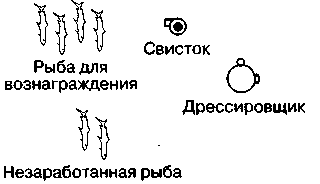 Свисток
Рыба для
вознаграждения
Дрессировщик
Незаработанная рыба